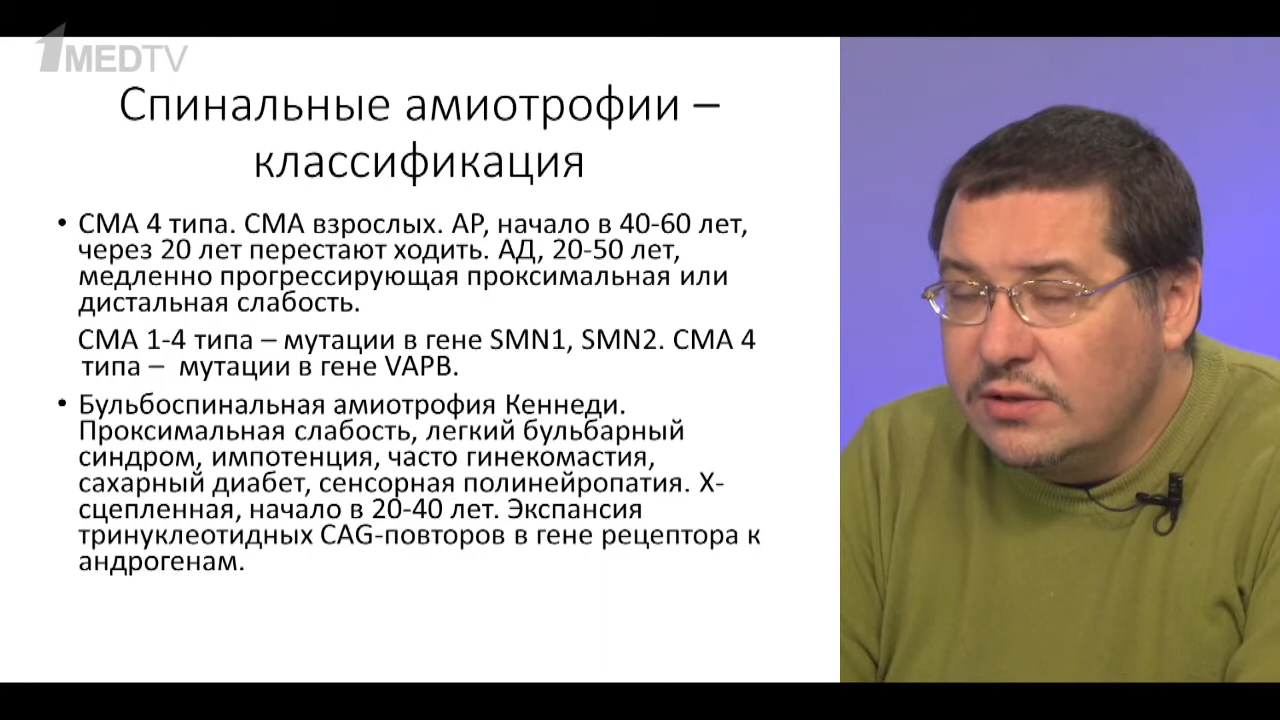 1MEDTV
Спинальные амиотрофии –
классификация
• СМА 4 типа. СМА взрослых. АР, начало в 40-60 лет,
через 20 лет перестают ходить. АД, 20-50 лет,
медленно прогрессирующая проксимальная или
дистальная слабость.
СМА 1-4 типа – мутации в гене SMN1, SMN2. СМА 4
типа – мутации в гене VAPB.
• Бульбоспинальная амиотрофия Кеннеди.
Проксимальная слабость, легкий бульбарный
синдром, импотенция, часто гинекомастия,
сахарный диабет, сенсорная полинейропатия. Х-
сцепленная, начало в 20-40 лет. Экспансия
тринуклеотидных CAG-повторов в гене рецептора к
андрогенам.